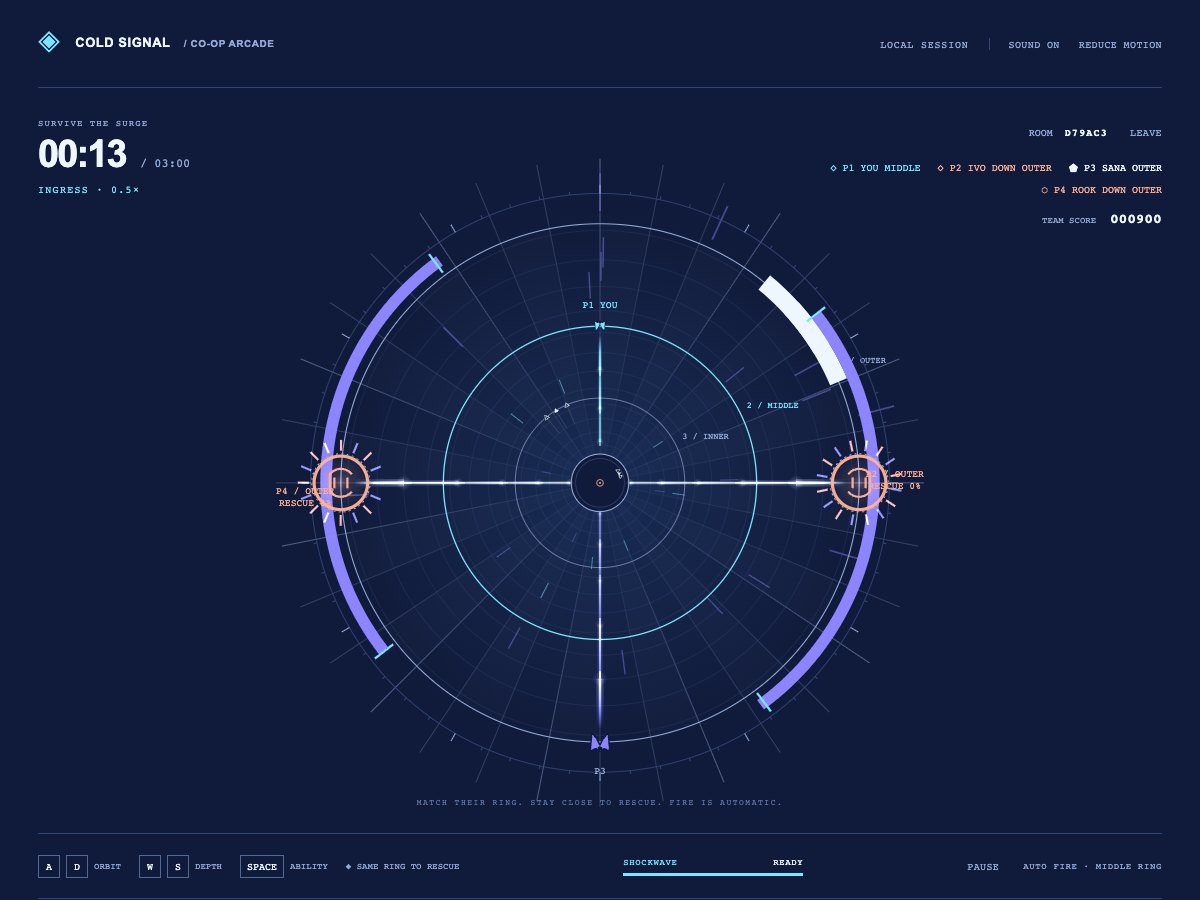 COLD SIGNAL / CO-OP ARCADE
LOCAL SESSION SOUND ON REDUCE MOTION
SURVIVE THE SURGE
00:13 / 03:00
INGRESS · 0.5×
ROOM D79AC3 LEAVE
P1 YOU MIDDLE P2 IVO DOWN OUTER P3 SANA OUTER
P4 ROOK DOWN OUTER
TEAM SCORE 000900
P1 YOU
/ OUTER
2 / MIDDLE
3 / INNER
P4 / OUTER
RESCUE
/ OUTER
RESCUE 0%
P3
MATCH THEIR RING. STAY CLOSE TO RESCUE. FIRE IS AUTOMATIC.
A D ORBIT W S DEPTH SPACE ABILITY ◆ SAME RING TO RESCUE
SHOCKWAVE READY
PAUSE AUTO FIRE · MIDDLE RING